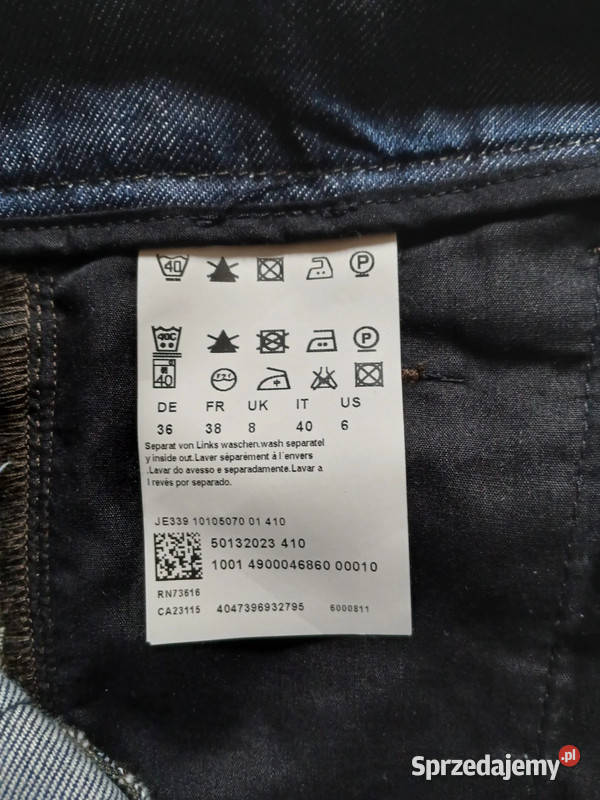 40 P
40C P
40
DE FR UK IT US
36 38 8 40 6
Separat von Links waschen.wash separatel
y inside out.Laver séparément à l´envers
.Lavar do avesso e separadamente.Lavar a
l revés por separado.
JE339 10105070 01 410
50132023 410
1001 4900046860 00010
RN73616
CA23115 4047396932795 6000811
Sprzedajemy.pl